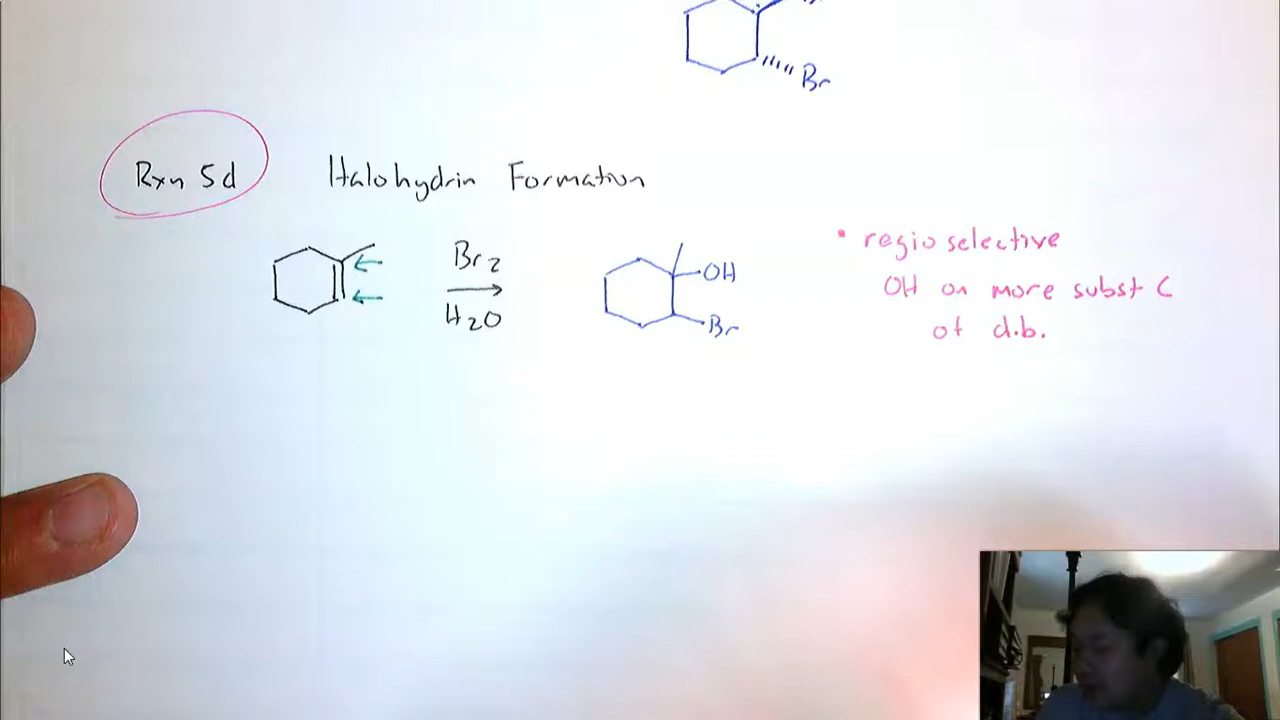 Br
Rxn 5d Halohydrin Formation
Br2
H2O
OH
Br
• regioselective
OH on more subst C
of d.b.